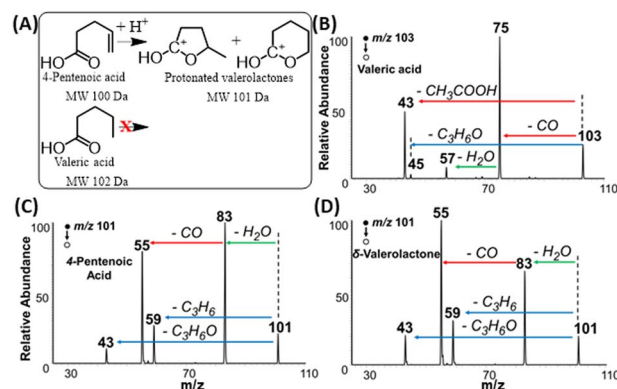 (A)
+ H+
HO
O
4-Pentenoic acid
MW 100 Da
HO
C+
O
+
HO
C+
O
Protonated valerolactones
MW 101 Da
HO
O
X
Valeric acid
MW 102 Da
(B)
m/z 103
Valeric acid
Relative Abundance
100
50
0
75
- CH3COOH
43
- CO
- C3H6O
103
45
57
- H2O
30
70
110
(C)
m/z 101
4-Pentenoic
Acid
Relative Abundance
100
50
0
83
- CO
- H2O
55
- C3H6
59
- C3H6O
43
101
30
70
110
m/z
(D)
m/z 101
δ-Valerolactone
100
50
0
55
- H2O
- CO
83
- C3H6
59
- C3H6O
43
101
30
70
110
m/z